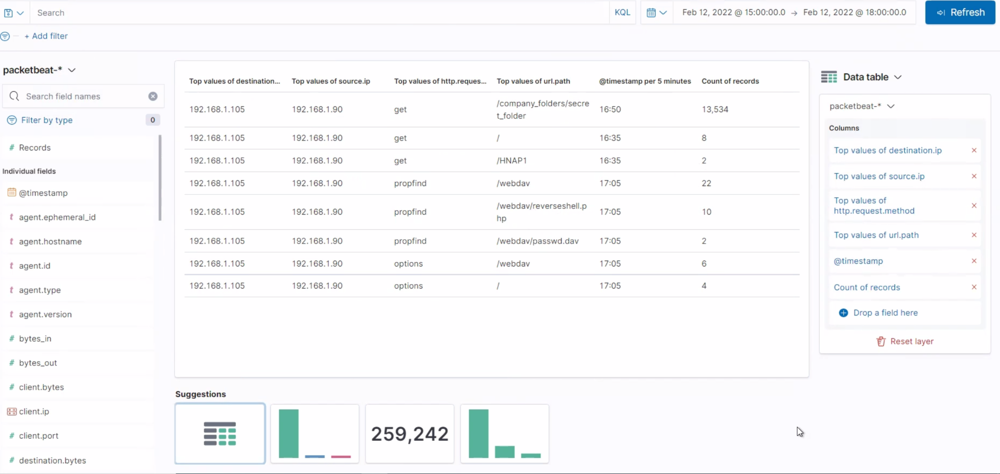 Search
KQL
Feb 12, 2022 @ 15:00:00.0 → Feb 12, 2022 @ 18:00:00.0
Refresh
+ Add filter
packetbeat-*
Search field names
Filter by type 0
# Records
Individual fields
@timestamp
t agent.ephemeral_id
t agent.hostname
t agent.id
t agent.type
t agent.version
# bytes_in
# bytes_out
# client.bytes
client.ip
# client.port
# destination.bytes
Top values of destination... Top values of source.ip Top values of http.reques... Top values of url.path @timestamp per 5 minutes Count of records
192.168.1.105 192.168.1.90 get /company_folders/secre
t_folder 16:50 13,534
192.168.1.105 192.168.1.90 get / 16:35 8
192.168.1.105 192.168.1.90 get /HNAP1 16:35 2
192.168.1.105 192.168.1.90 propfind /webdav 17:05 22
192.168.1.105 192.168.1.90 propfind /webdav/reverseshell.p
hp 17:05 10
192.168.1.105 192.168.1.90 propfind /webdav/passwd.dav 17:05 2
192.168.1.105 192.168.1.90 options /webdav 17:05 6
192.168.1.105 192.168.1.90 options / 17:05 4
Suggestions
259,242
Data table
packetbeat-*
Columns
Top values of destination.ip ×
Top values of source.ip ×
Top values of
http.request.method ×
Top values of url.path ×
@timestamp ×
Count of records ×
Drop a field here
Reset layer